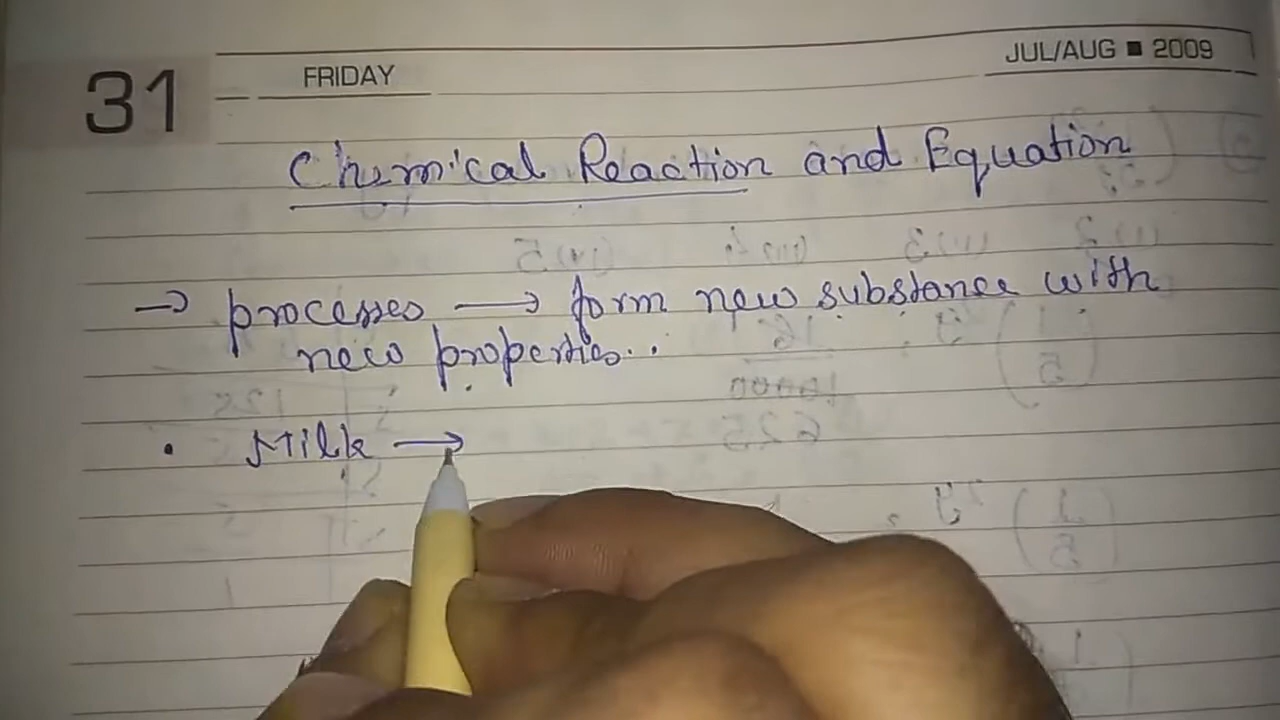 31 FRIDAY JUL/AUG ■ 2009
Chemical Reaction and Equation
→ processes → form new substance with
new properties..
• Milk →